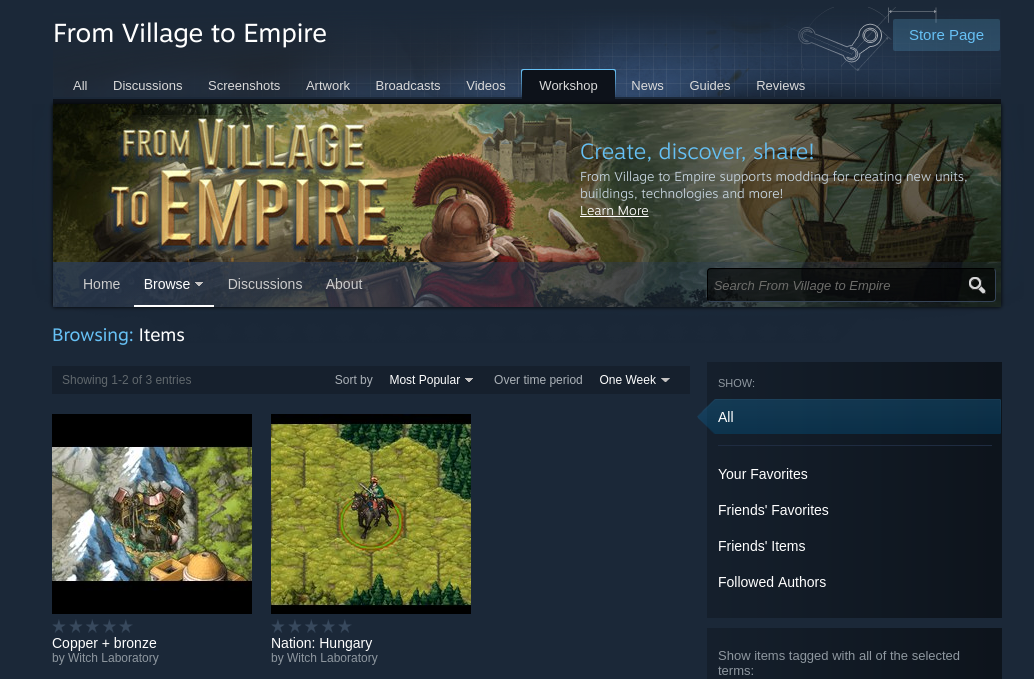 From Village to Empire
Store Page
All Discussions Screenshots Artwork Broadcasts Videos Workshop News Guides Reviews
FROM VILLAGE
TO EMPIRE
Create, discover, share!
From Village to Empire supports modding for creating new units,
buildings, technologies and more!
Learn More
Home Browse Discussions About
Search From Village to Empire
Browsing: Items
Showing 1-2 of 3 entries
Sort by Most Popular Over time period One Week
Copper + bronze
by Witch Laboratory
Nation: Hungary
by Witch Laboratory
SHOW:
All
Your Favorites
Friends' Favorites
Friends' Items
Followed Authors
Show items tagged with all of the selected
terms: